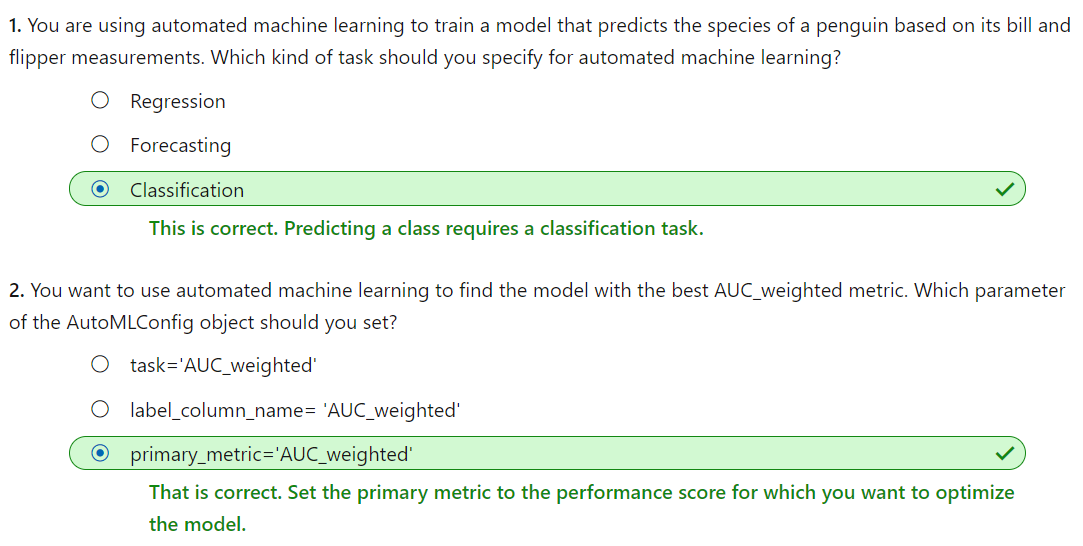 1. You are using automated machine learning to train a model that predicts the species of a penguin based on its bill and
flipper measurements. Which kind of task should you specify for automated machine learning?
Regression
Forecasting
Classification
This is correct. Predicting a class requires a classification task.
2. You want to use automated machine learning to find the model with the best AUC_weighted metric. Which parameter
of the AutoMLConfig object should you set?
task='AUC_weighted'
label_column_name= 'AUC_weighted'
primary_metric='AUC_weighted'
That is correct. Set the primary metric to the performance score for which you want to optimize
the model.